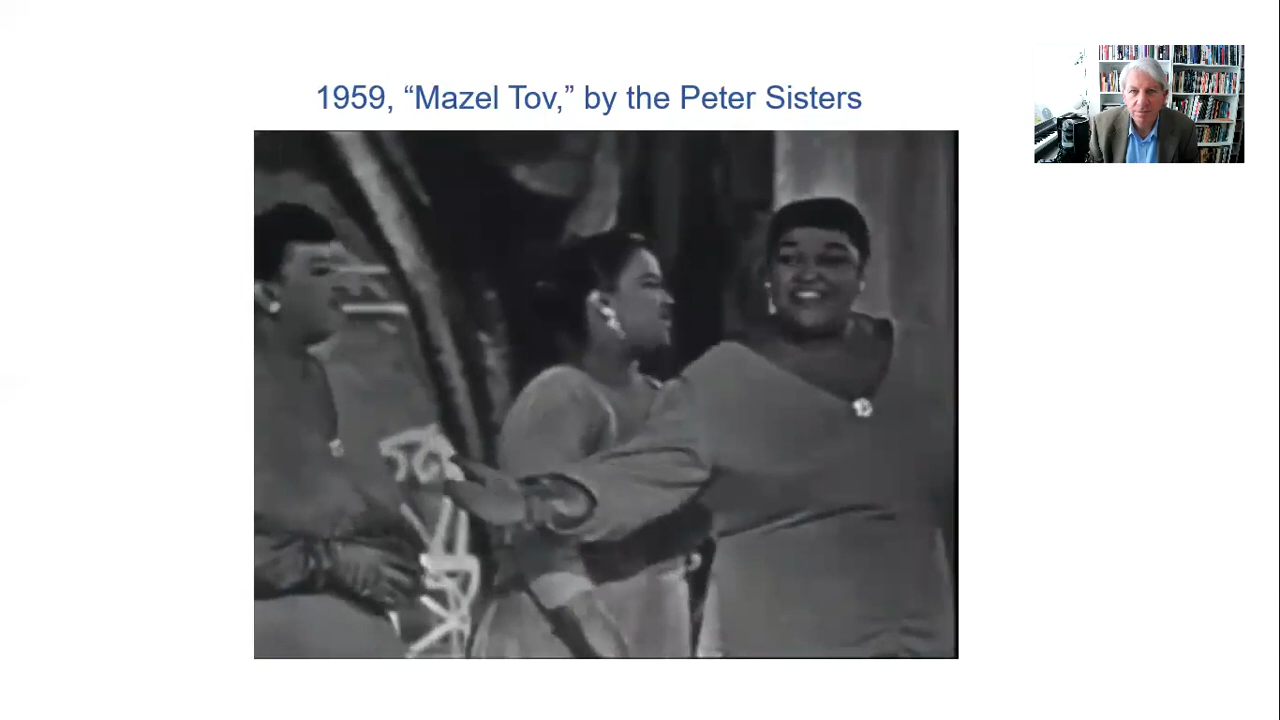 1959, “Mazel Tov,” by the Peter Sisters